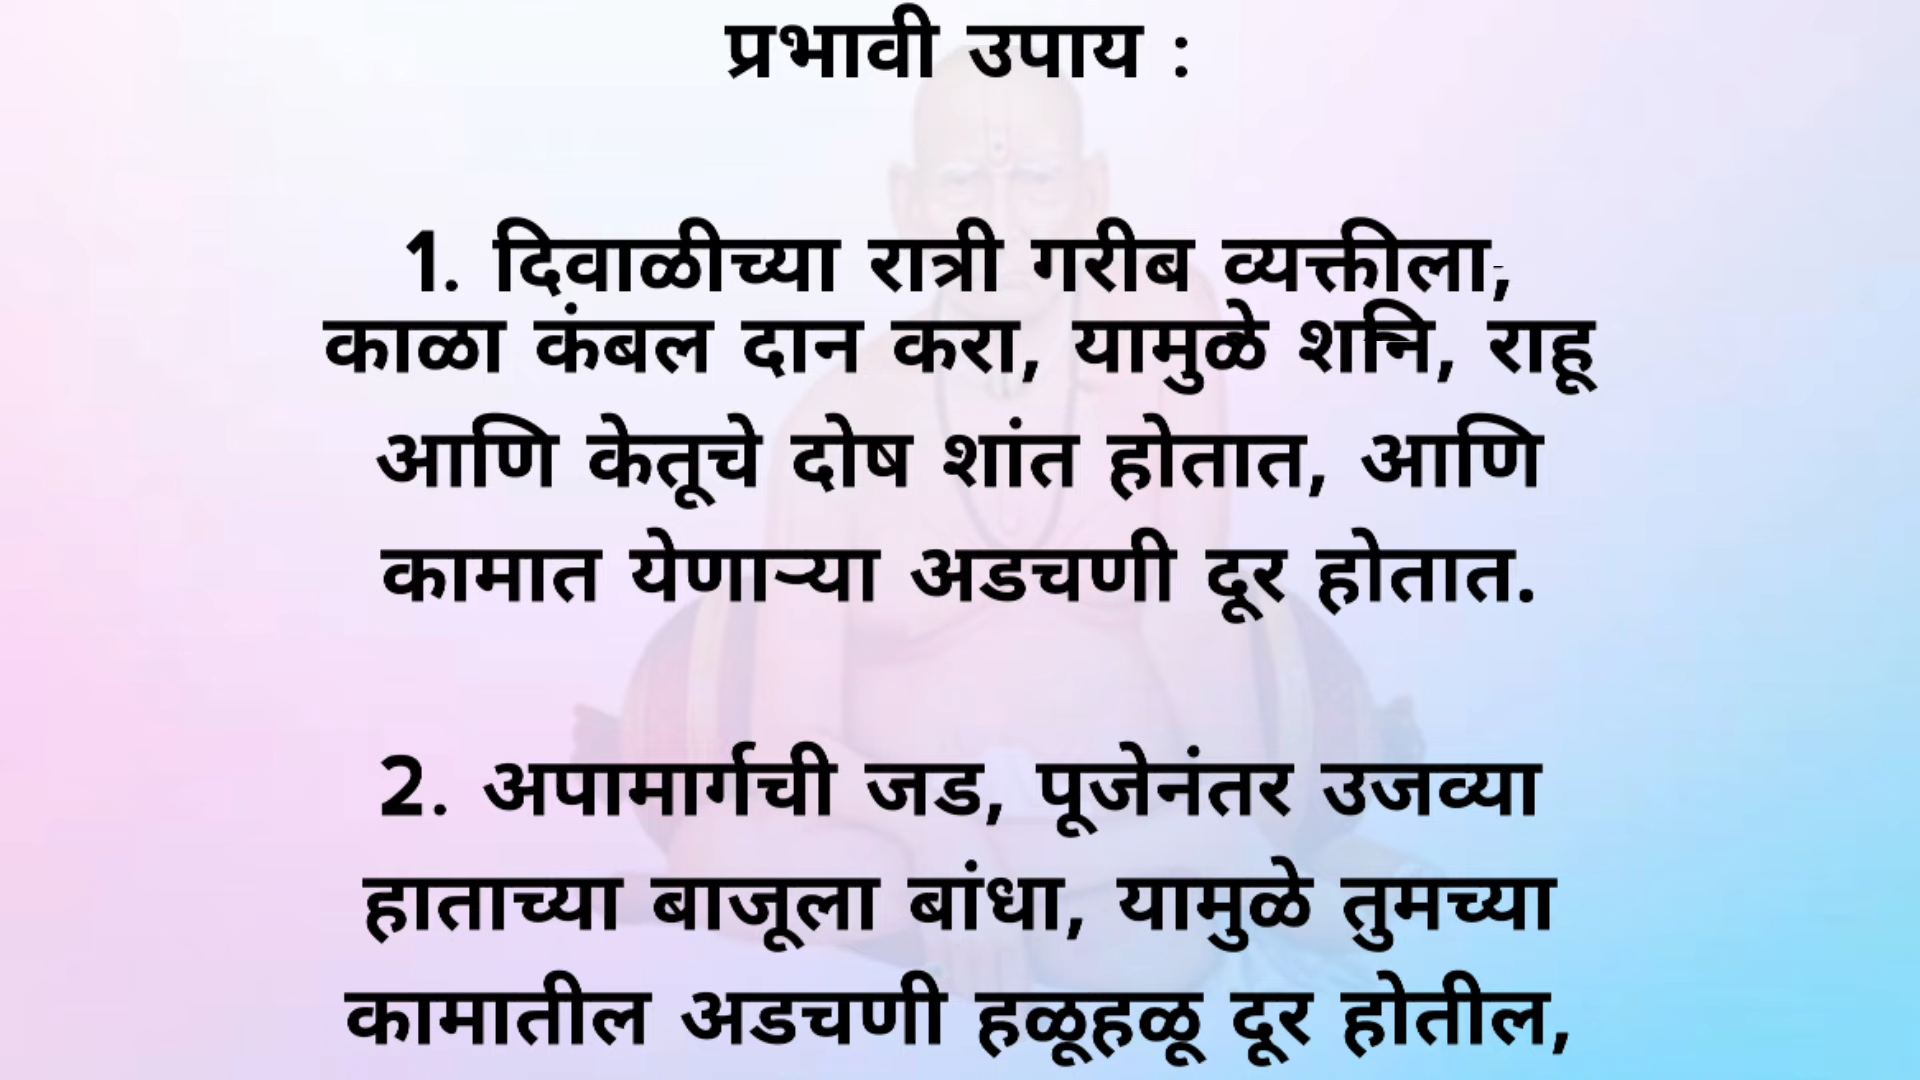 प्रभावी उपाय :
1. दिवाळीच्या रात्री गरीब व्यक्तीला,
काळा कंबल दान करा, यामुळे शनि, राहू
आणि केतूचे दोष शांत होतात, आणि
कामात येणाऱ्या अडचणी दूर होतात.
2. अपामार्गची जड, पूजेनंतर उजव्या
हाताच्या बाजूला बांधा, यामुळे तुमच्या
कामातील अडचणी हळूहळू दूर होतील,